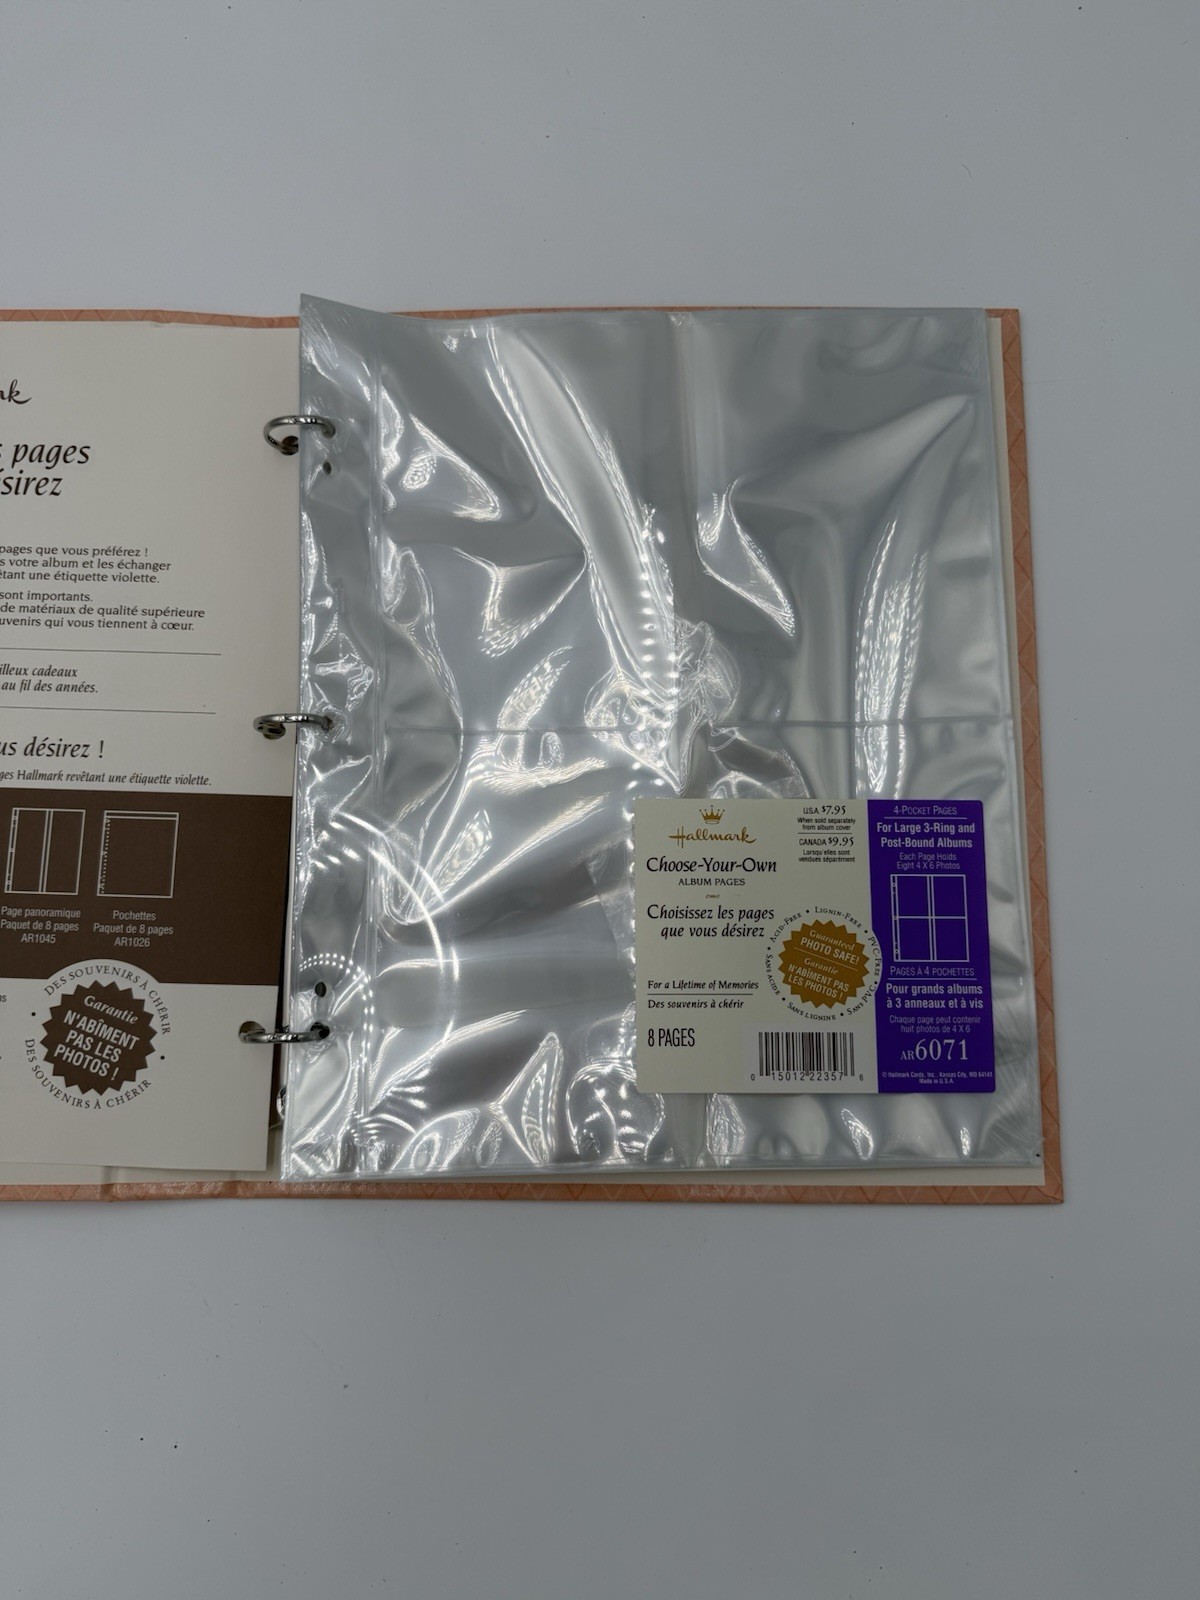 s pages
sirez
pages que vous préférez !
s votre album et les échanger
êtant une étiquette violette.
sont importants.
de matériaux de qualité supérieure
uvenirs qui vous tiennent à cœur.
illeux cadeaux
au fil des années.
us désirez !
ges Hallmark revêtant une étiquette violette.
Page panoramique
Paquet de 8 pages
AR1045
Pochettes
Paquet de 8 pages
AR1026
DES SOUVENIRS À CHÉRIR
Garantie
N'ABÎMENT
PAS LES
PHOTOS !
DES SOUVENIRS À CHÉRIR
Hallmark
Choose-Your-Own
ALBUM PAGES
Choisissez les pages
que vous désirez
For a Lifetime of Memories
Des souvenirs à chérir
8 PAGES
USA $7.95
When sold separately
from album cover
CANADA $9.95
Lorsqu'elles sont
vendues séparément
ACID-FREE • LIGNIN-FREE • PVC-FREE
Guaranteed
PHOTO SAFE!
Garantie
N'ABÎMENT PAS
LES PHOTOS !
SANS ACIDE • SANS LIGNINE • SANS PVC
0 15012 22357 6
4-POCKET PAGES
For Large 3-Ring and
Post-Bound Albums
Each Page Holds
Eight 4 X 6 Photos
PAGES À 4 POCHETTES
Pour grands albums
à 3 anneaux et à vis
Chaque page peut contenir
huit photos de 4 X 6
AR6071
© Hallmark Cards, Inc., Kansas City, MO 64141
Made in U.S.A.